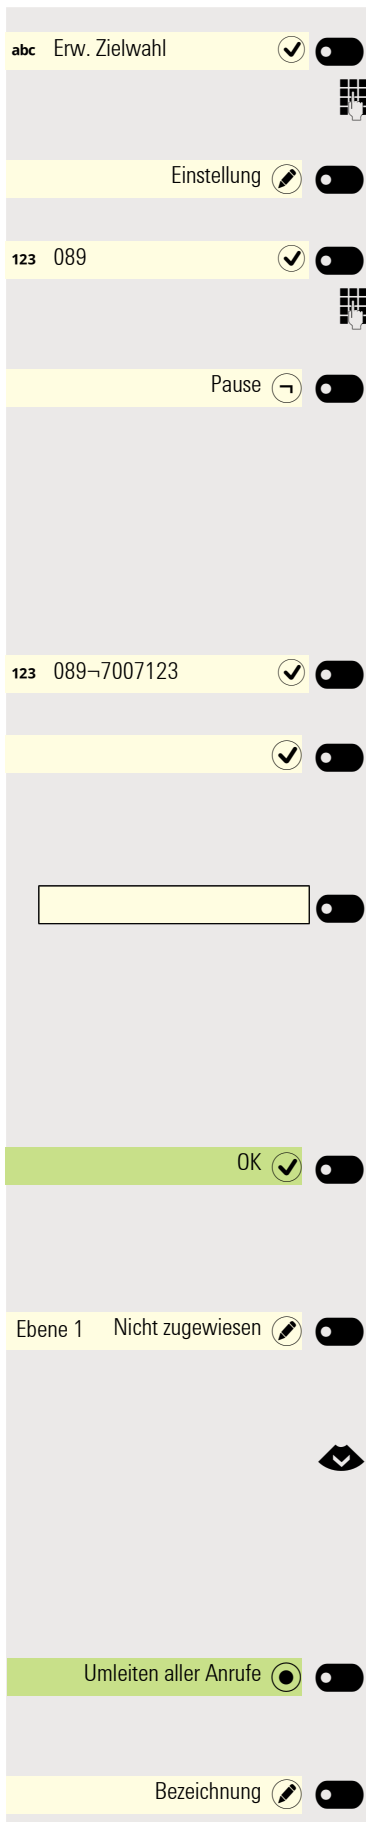 abc Erw. Zielwahl
Einstellung
123 089
Pause
123 089¬7007123
OK
Ebene 1 Nicht zugewiesen
Umleiten aller Anrufe
Bezeichnung